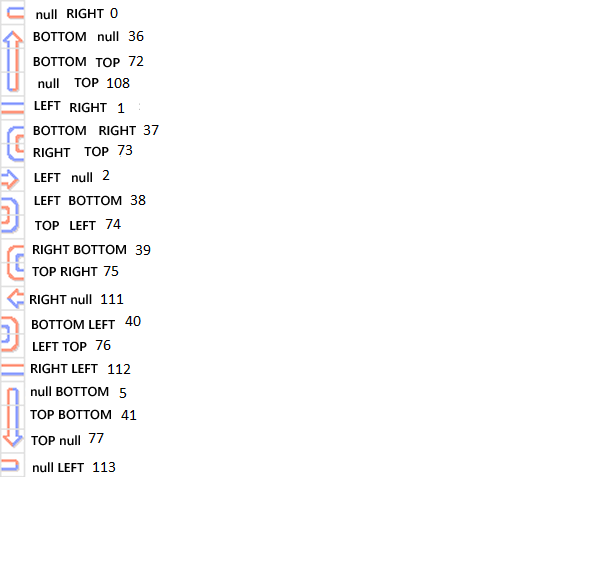 null RIGHT 0
BOTTOM null 36
BOTTOM TOP 72
null TOP 108
LEFT RIGHT 1
BOTTOM RIGHT 37
RIGHT TOP 73
LEFT null 2
LEFT BOTTOM 38
TOP LEFT 74
RIGHT BOTTOM 39
TOP RIGHT 75
RIGHT null 111
BOTTOM LEFT 40
LEFT TOP 76
RIGHT LEFT 112
null BOTTOM 5
TOP BOTTOM 41
TOP null 77
null LEFT 113